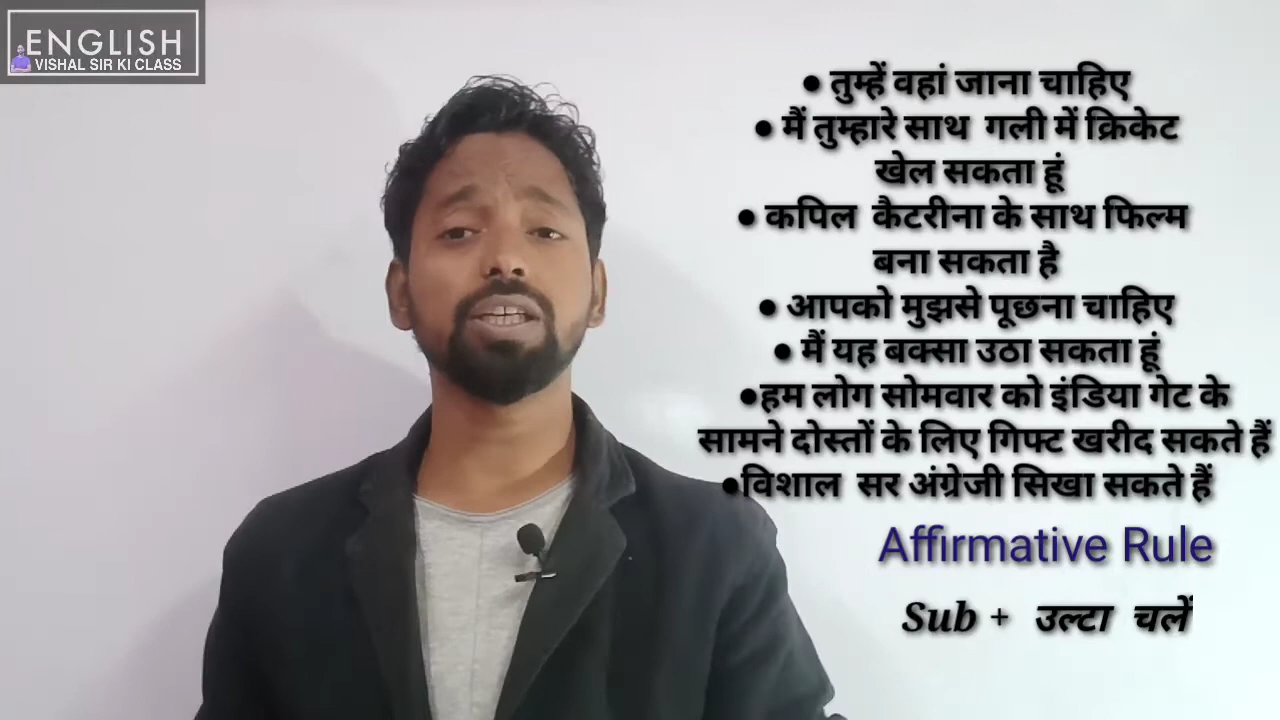 ENGLISH
VISHAL SIR KI CLASS
● तुम्हें वहां जाना चाहिए
● मैं तुम्हारे साथ गली में क्रिकेट
खेल सकता हूं
● कपिल कैटरीना के साथ फिल्म
बना सकता है
● आपको मुझसे पूछना चाहिए
● मैं यह बक्सा उठा सकता हूं
●हम लोग सोमवार को इंडिया गेट के
सामने दोस्तों के लिए गिफ्ट खरीद सकते हैं
●विशाल सर अंग्रेजी सिखा सकते हैं
Affirmative Rule
Sub + उल्टा चलें